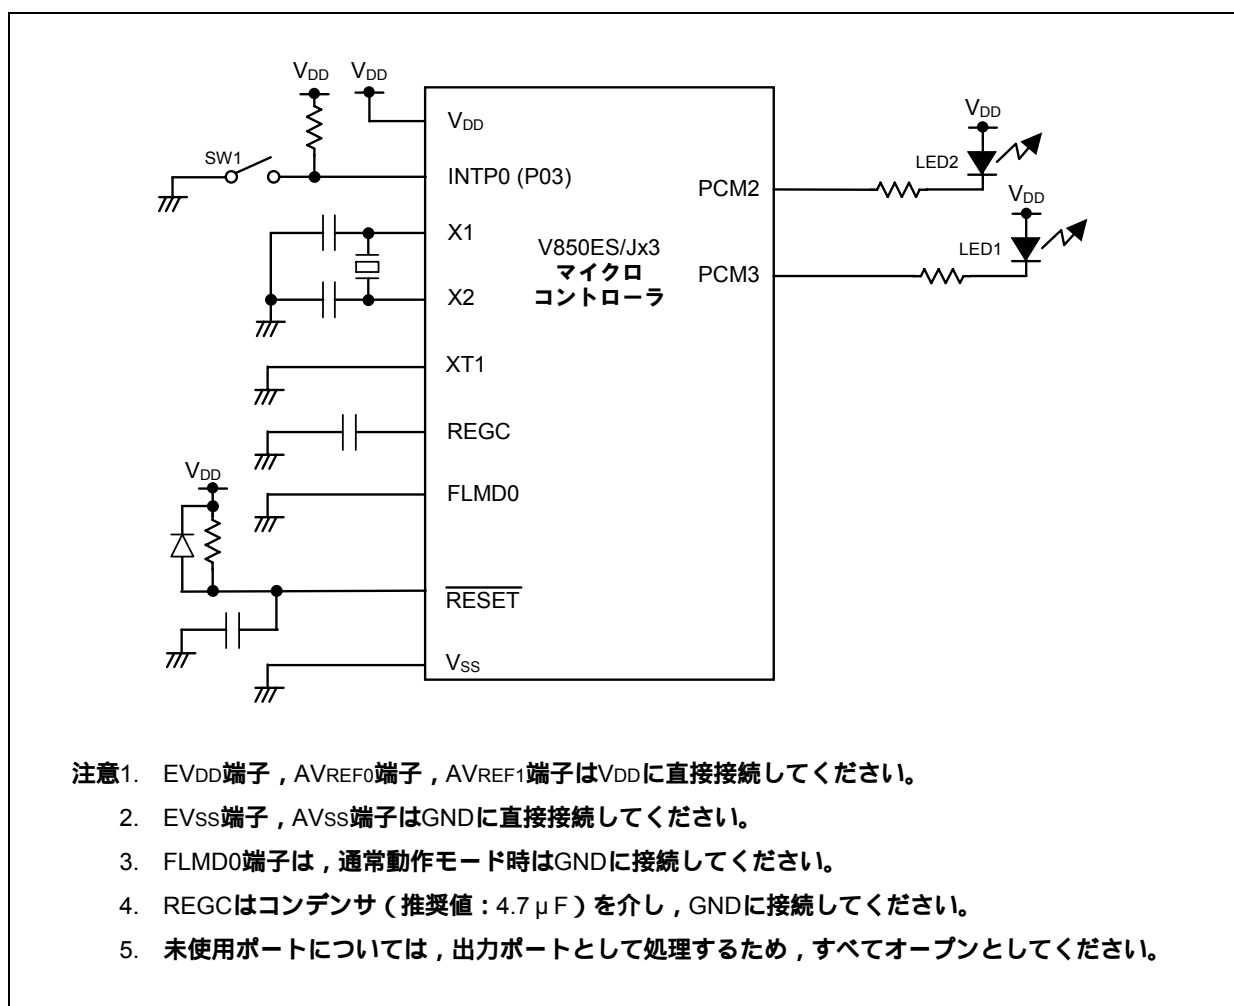 VDD
VDD
VDD
SW1
INTP0 (P03)
X1
X2
XT1
REGC
VDD
FLMD0
RESET
VSS
V850ES/Jx3
マイクロ
コントローラ
PCM2
PCM3
VDD
LED2
VDD
LED1
注意1. EVDD端子，AVREF0端子，AVREF1端子はVDDに直接接続してください。
2. EVSS端子，AVSS端子はGNDに直接接続してください。
3. FLMD0端子は，通常動作モード時はGNDに接続してください。
4. REGCはコンデンサ（推奨値：4.7 μ F）を介し，GNDに接続してください。
5. 未使用ポートについては，出力ポートとして処理するため，すべてオープンとしてください。